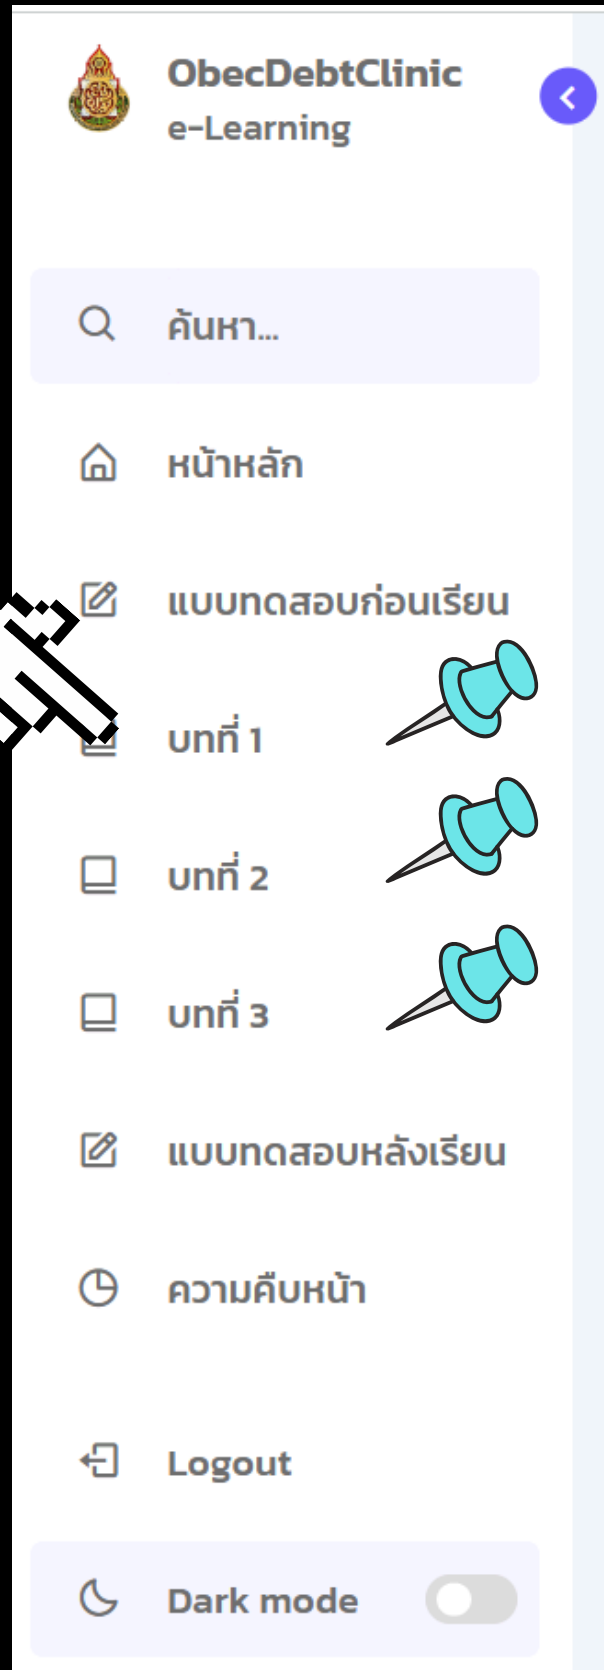 ObecDebtClinic
e-Learning
ค้นหา...
หน้าหลัก
แบบทดสอบก่อนเรียน
บทที่ 1
บทที่ 2
บทที่ 3
แบบทดสอบหลังเรียน
ความคืบหน้า
Logout
Dark mode